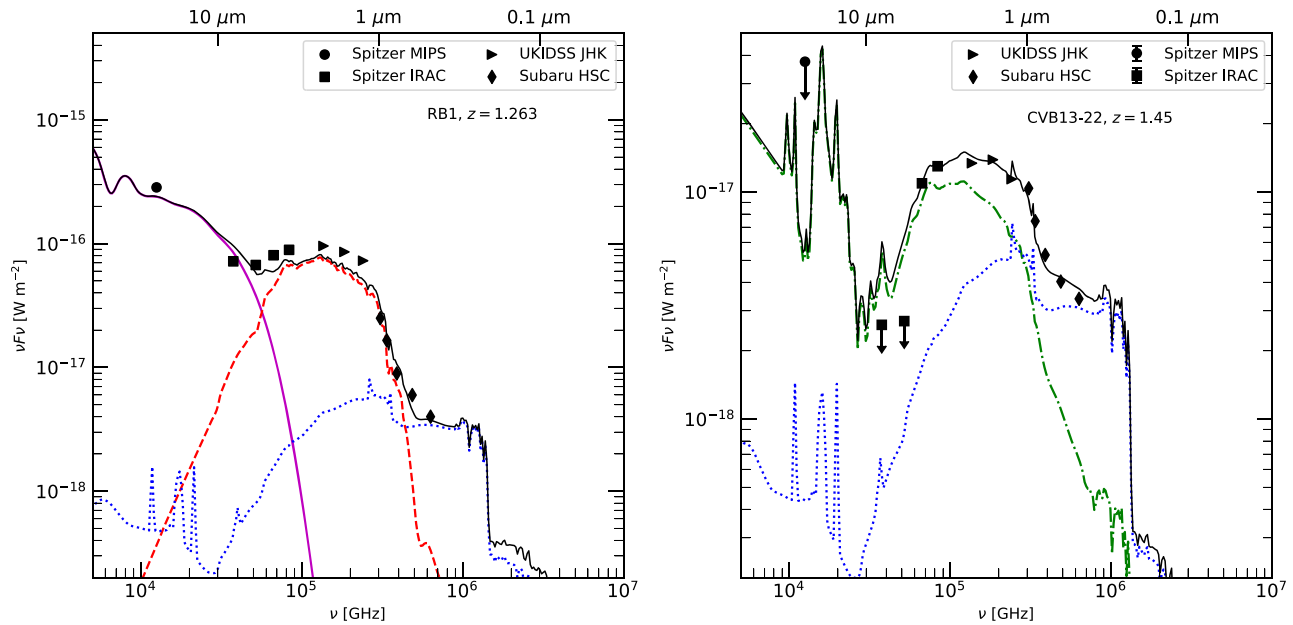 10 μm 1 μm 0.1 μm
Spitzer MIPS UKIDSS JHK
Spitzer IRAC Subaru HSC
RB1, z = 1.263
10⁻¹⁵
10⁻¹⁶
10⁻¹⁷
10⁻¹⁸
νFν [W m⁻²]
10⁴ 10⁵ 10⁶ 10⁷
ν [GHz]
10 μm 1 μm 0.1 μm
UKIDSS JHK Spitzer MIPS
Subaru HSC Spitzer IRAC
CVB13-22, z = 1.45
10⁻¹⁷
10⁻¹⁸
νFν [W m⁻²]
10⁴ 10⁵ 10⁶ 10⁷
ν [GHz]